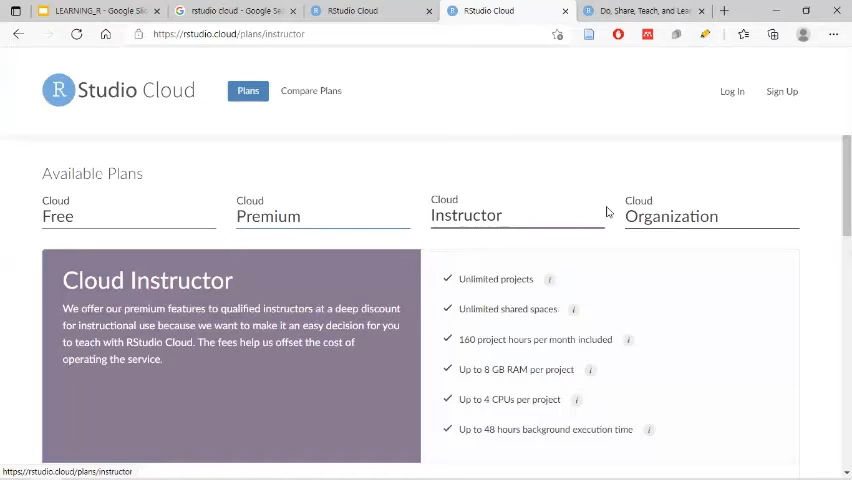 LEARNING_R - Google Slid
rstudio cloud - Google Se
RStudio Cloud
RStudio Cloud
Do, Share, Teach, and Lea
https://rstudio.cloud/plans/instructor
R Studio Cloud
Plans
Compare Plans
Log In
Sign Up
Available Plans
Cloud
Free
Cloud
Premium
Cloud
Instructor
Cloud
Organization
Cloud Instructor
We offer our premium features to qualified instructors at a deep discount
for instructional use because we want to make it an easy decision for you
to teach with RStudio Cloud. The fees help us offset the cost of
operating the service.
Unlimited projects i
Unlimited shared spaces i
160 project hours per month included i
Up to 8 GB RAM per project i
Up to 4 CPUs per project i
Up to 48 hours background execution time i
https://rstudio.cloud/plans/instructor